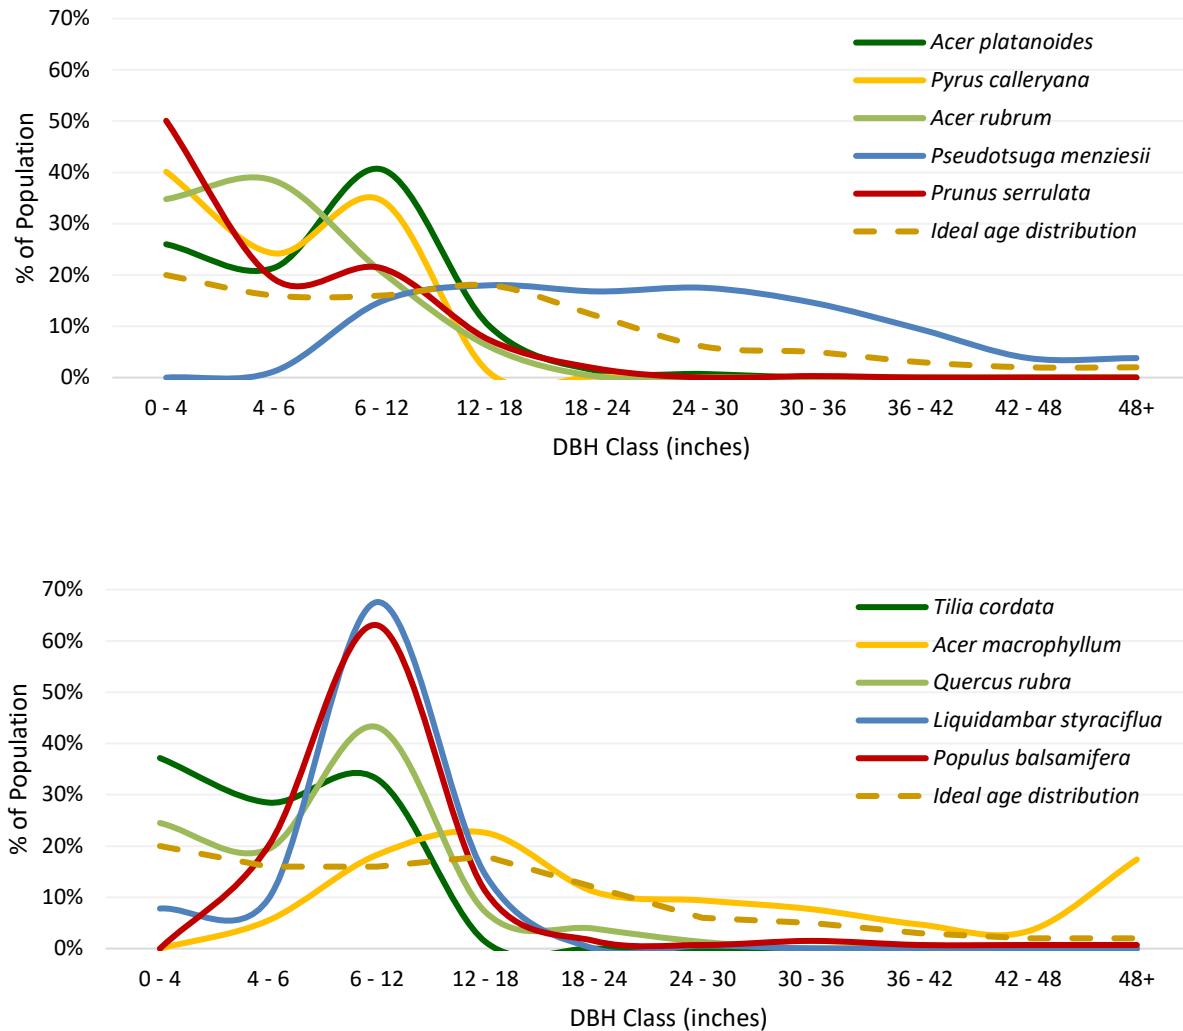 70%
60%
50%
40%
30%
20%
10%
0%
% of Population
Acer platanoides
Pyrus calleryana
Acer rubrum
Pseudotsuga menziesii
Prunus serrulata
Ideal age distribution
0 - 4 4 - 6 6 - 12 12 - 18 18 - 24 24 - 30 30 - 36 36 - 42 42 - 48 48+
DBH Class (inches)
70%
60%
50%
40%
30%
20%
10%
0%
% of Population
Tilia cordata
Acer macrophyllum
Quercus rubra
Liquidambar styraciflua
Populus balsamifera
Ideal age distribution
0 - 4 4 - 6 6 - 12 12 - 18 18 - 24 24 - 30 30 - 36 36 - 42 42 - 48 48+
DBH Class (inches)